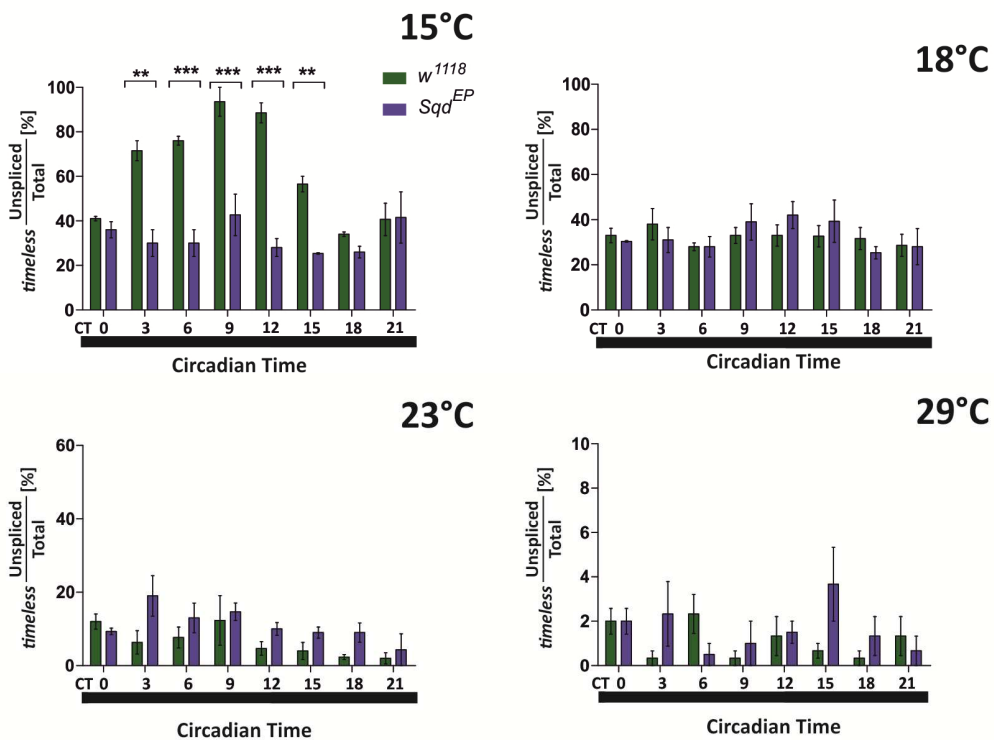 15°C
** *** *** *** **
w1118
SqdEP
timeless Unspliced
Total [%]
100
80
60
40
20
0
CT 0 3 6 9 12 15 18 21
Circadian Time
18°C
timeless Unspliced
Total [%]
100
80
60
40
20
0
CT 0 3 6 9 12 15 18 21
Circadian Time
23°C
timeless Unspliced
Total [%]
60
40
20
0
CT 0 3 6 9 12 15 18 21
Circadian Time
29°C
timeless Unspliced
Total [%]
10
8
6
4
2
0
CT 0 3 6 9 12 15 18 21
Circadian Time